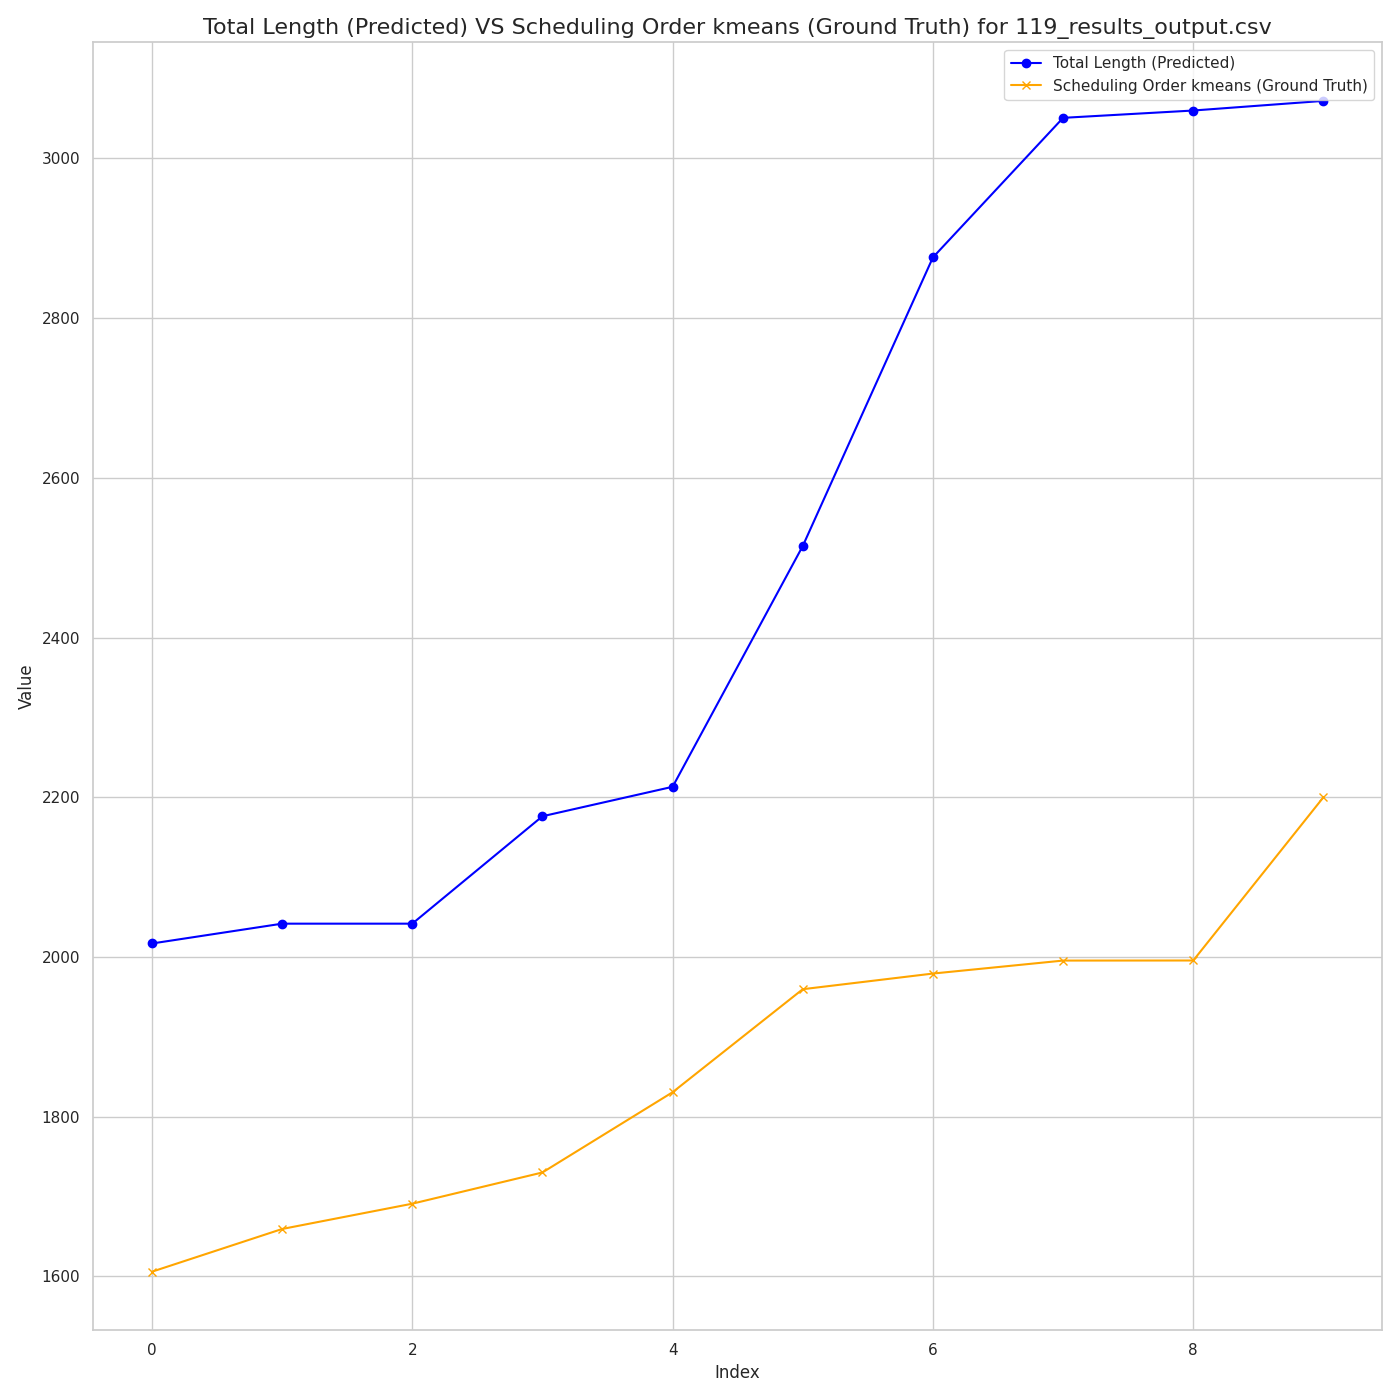 Total Length (Predicted) VS Scheduling Order kmeans (Ground Truth) for 119_results_output.csv
Total Length (Predicted)
Scheduling Order kmeans (Ground Truth)
3000
2800
2600
2400
2200
2000
1800
1600
Value
0 2 4 6 8
Index